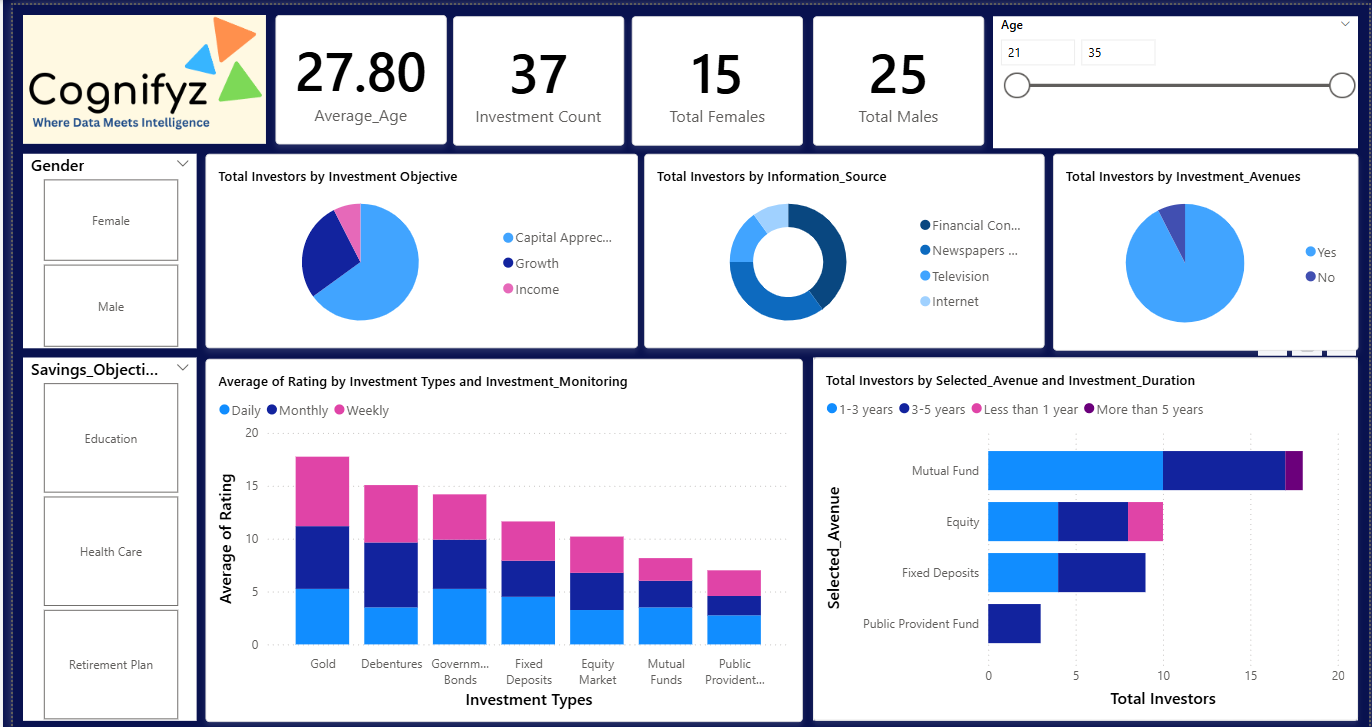 Cognifyz
Where Data Meets Intelligence
27.80
Average_Age
37
Investment Count
15
Total Females
25
Total Males
Age
21
35
Gender
Female
Male
Total Investors by Investment Objective
Capital Apprec...
Growth
Income
Total Investors by Information_Source
Financial Con...
Newspapers ...
Television
Internet
Total Investors by Investment_Avenues
Yes
No
Savings_Objecti...
Education
Health Care
Retirement Plan
Average of Rating by Investment Types and Investment_Monitoring
Daily Monthly Weekly
Average of Rating
20
15
10
5
0
Gold Debentures Governm... Bonds Fixed Deposits Equity Market Mutual Funds Public Provident...
Investment Types
Total Investors by Selected_Avenue and Investment_Duration
1-3 years 3-5 years Less than 1 year More than 5 years
Selected_Avenue
Mutual Fund
Equity
Fixed Deposits
Public Provident Fund
0 5 10 15 20
Total Investors